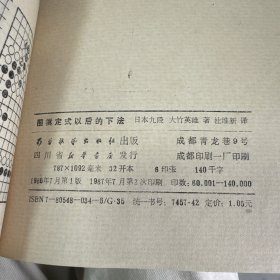 围棋定式以后的下法 日本九段 大竹英雄 著 杜维新 译
蜀蓉棋艺出版社 出版 成都青龙巷9号
四川省新华书店 发行 成都印刷一厂印刷
787×1092毫米 32开本 6印张 140千字
1986年7月第1版 1987年7月第2次印刷 印数:60,001—140,000
ISBN 7—80548—034—3/G·35 统一书号:7457·42 定价:1.05元